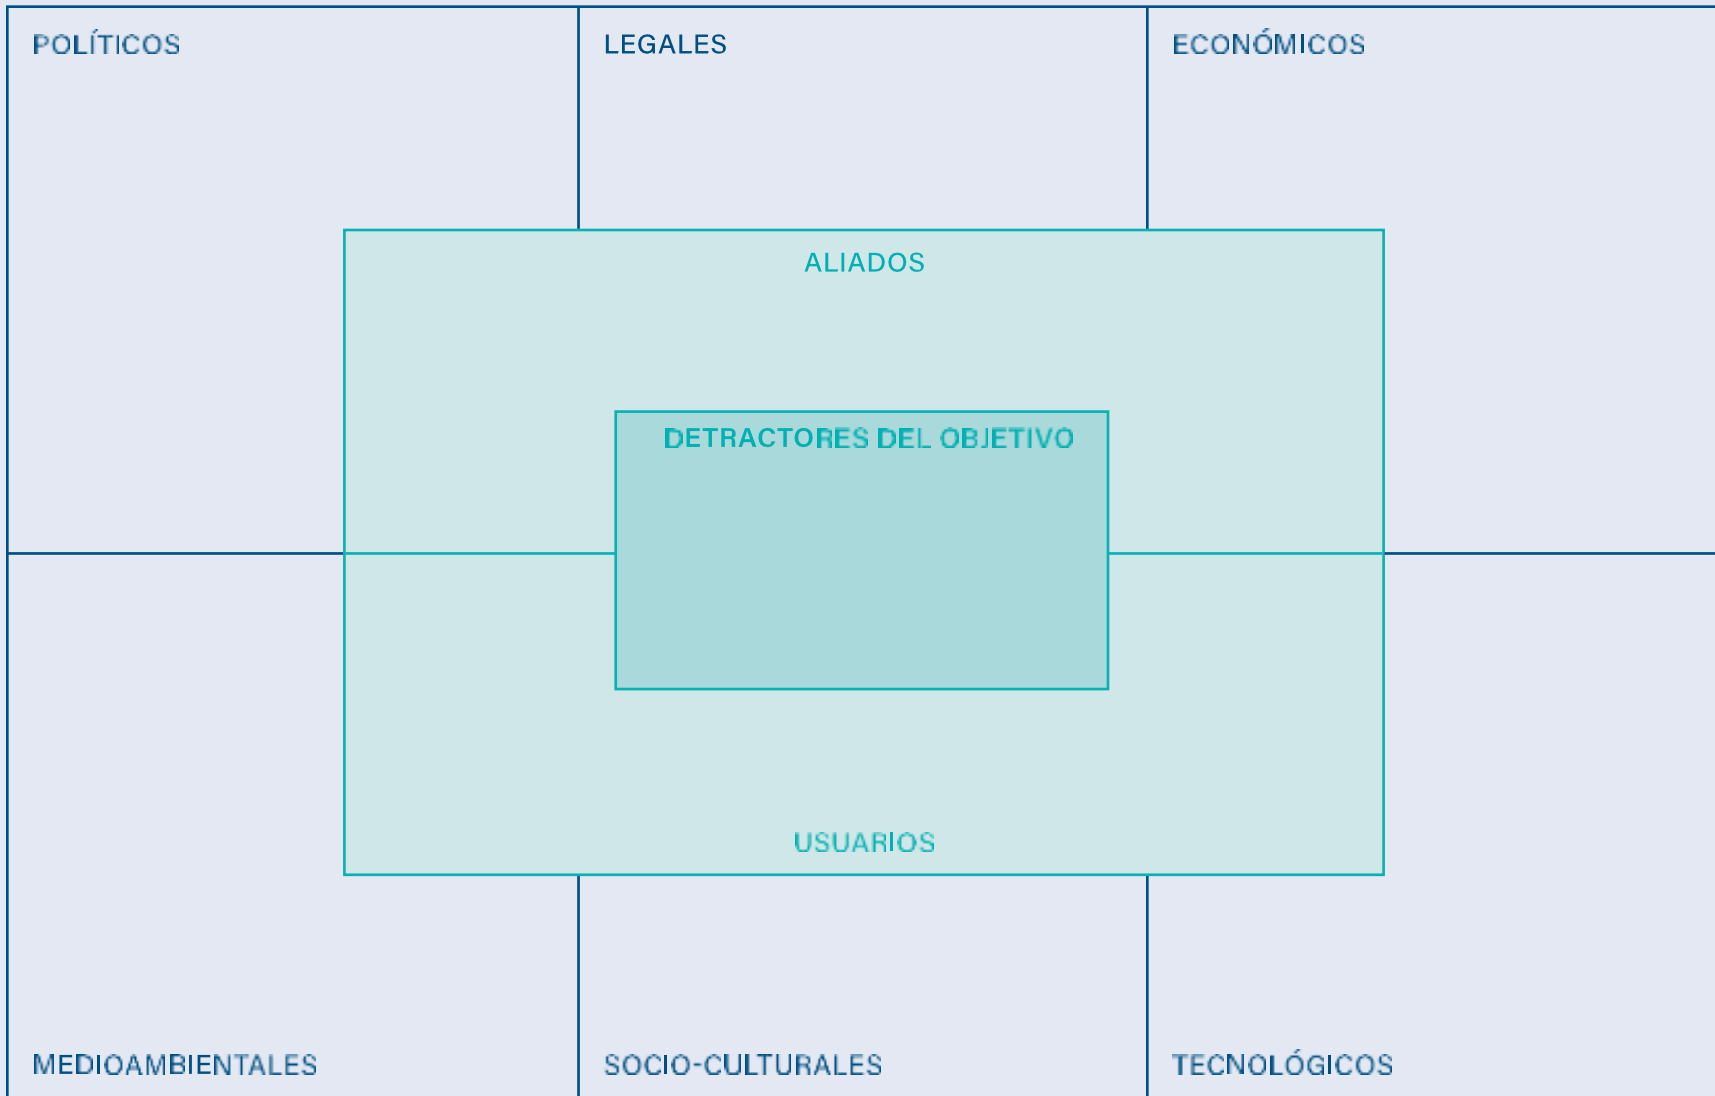 POLÍTICOS
LEGALES
ECONÓMICOS
ALIADOS
DETRACTORES DEL OBJETIVO
USUARIOS
MEDIOAMBIENTALES
SOCIO-CULTURALES
TECNOLÓGICOS